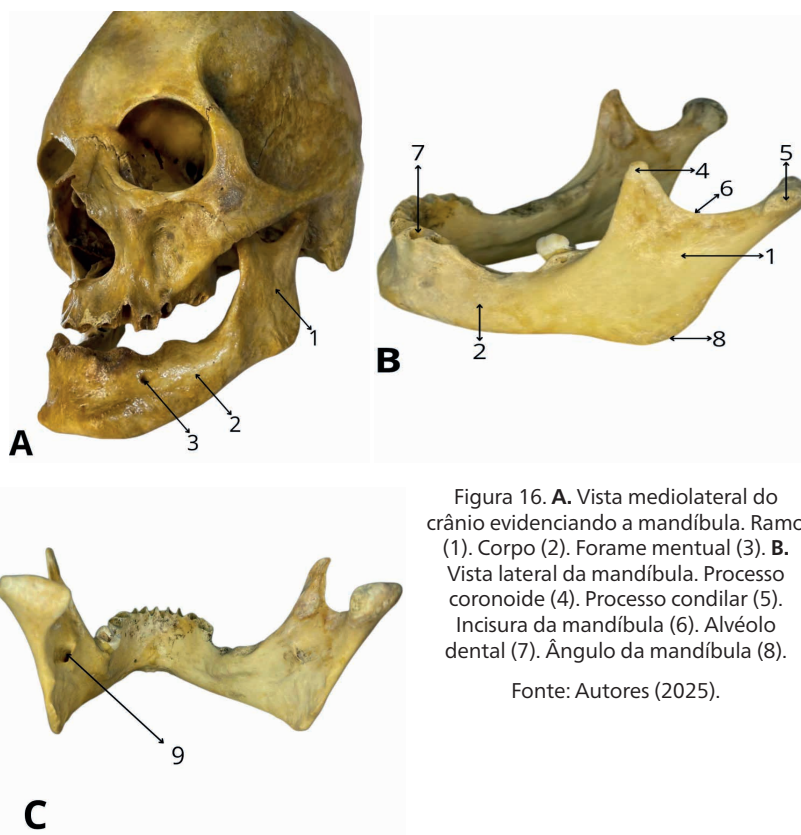 1
2
3
A
7
4
5
6
1
2
8
B
9
C
Figura 16. A. Vista mediolateral do
crânio evidenciando a mandíbula. Ramo
(1). Corpo (2). Forame mentual (3). B.
Vista lateral da mandíbula. Processo
coronoide (4). Processo condilar (5).
Incisura da mandíbula (6). Alvéolo
dental (7). Ângulo da mandíbula (8).
Fonte: Autores (2025).